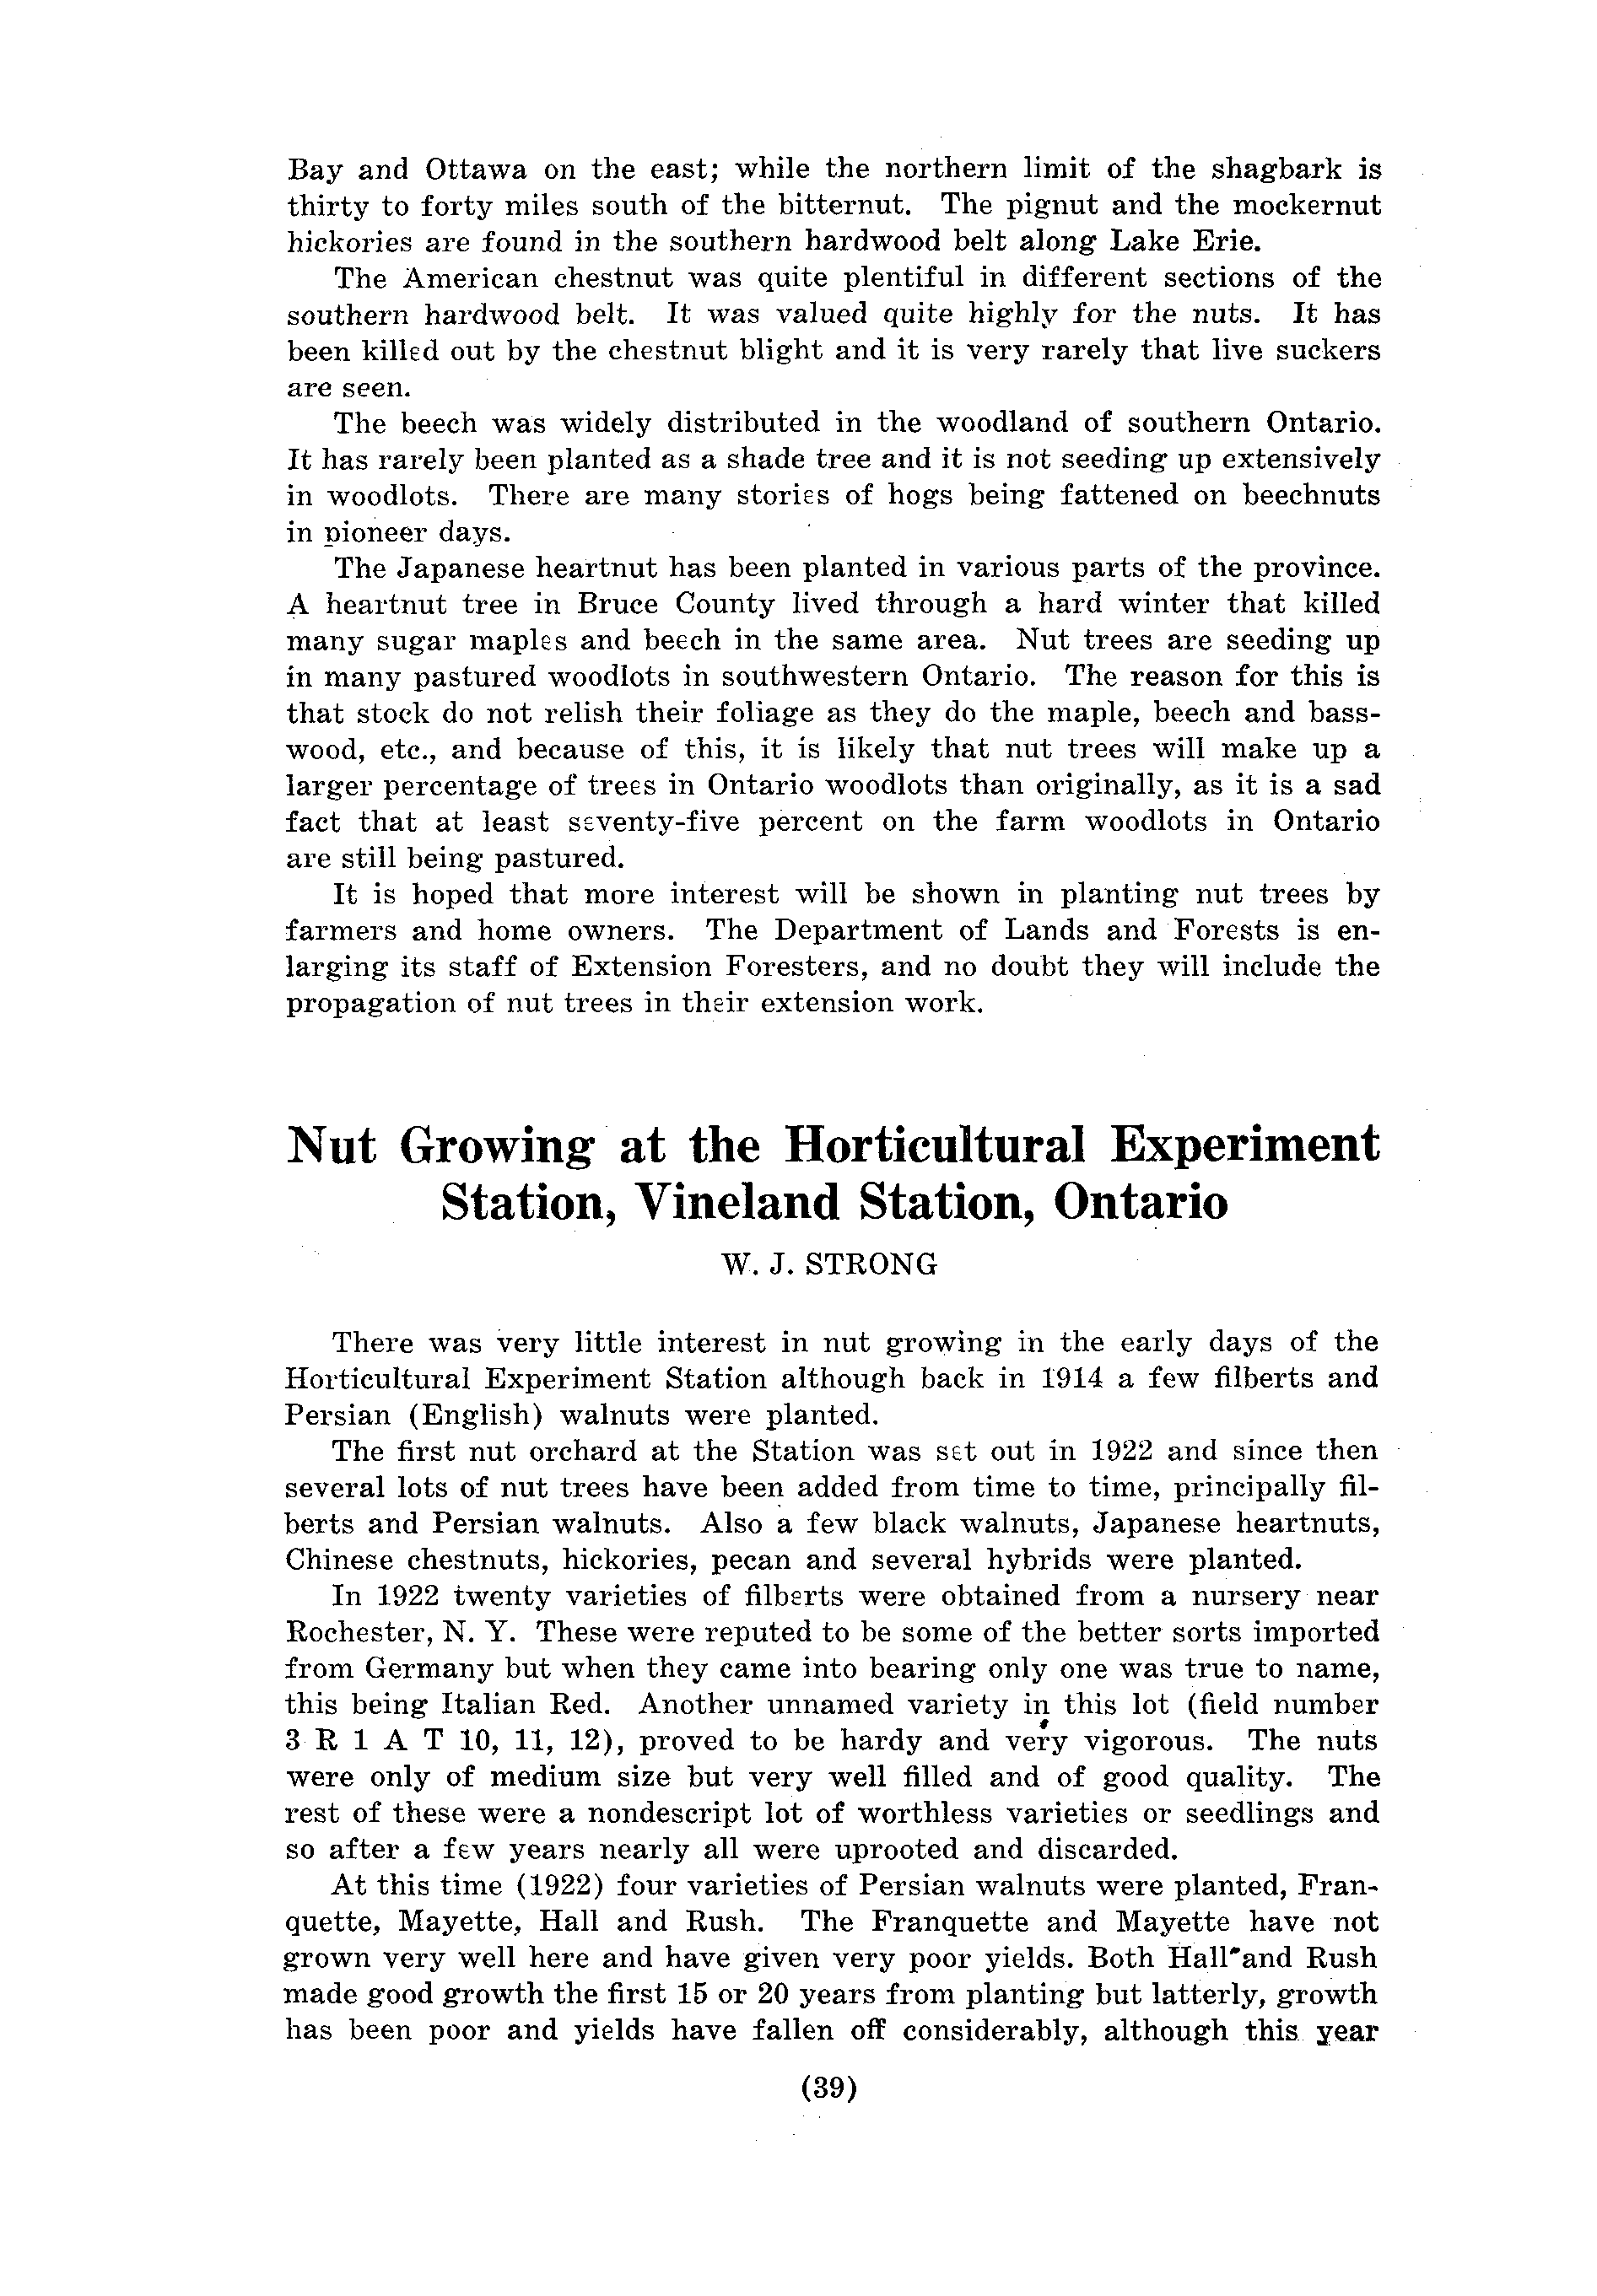 Bay and Ottawa on the east; while the northern limit of the shagbark is
thirty to forty miles south of the bitternut. The pignut and the mockernut
hickories are found in the southern hardwood belt along Lake Erie.
The American chestnut was quite plentiful in different sections of the
southern hardwood belt. It was valued quite highly for the nuts. It has
been killed out by the chestnut blight and it is very rarely that live suckers
are seen.
The beech was widely distributed in the woodland of southern Ontario.
It has rarely been planted as a shade tree and it is not seeding up extensively
in woodlots. There are many stories of hogs being fattened on beechnuts
in pioneer days.
The Japanese heartnut has been planted in various parts of the province.
A heartnut tree in Bruce County lived through a hard winter that killed
many sugar maples and beech in the same area. Nut trees are seeding up
in many pastured woodlots in southwestern Ontario. The reason for this is
that stock do not relish their foliage as they do the maple, beech and bass-
wood, etc., and because of this, it is likely that nut trees will make up a
larger percentage of trees in Ontario woodlots than originally, as it is a sad
fact that at least seventy-five percent on the farm woodlots in Ontario
are still being pastured.
It is hoped that more interest will be shown in planting nut trees by
farmers and home owners. The Department of Lands and Forests is en-
larging its staff of Extension Foresters, and no doubt they will include the
propagation of nut trees in their extension work.
Nut Growing at the Horticultural Experiment
Station, Vineland Station, Ontario
W. J. STRONG
There was very little interest in nut growing in the early days of the
Horticultural Experiment Station although back in 1914 a few filberts and
Persian (English) walnuts were planted.
The first nut orchard at the Station was set out in 1922 and since then
several lots of nut trees have been added from time to time, principally fil-
berts and Persian walnuts. Also a few black walnuts, Japanese heartnuts,
Chinese chestnuts, hickories, pecan and several hybrids were planted.
In 1922 twenty varieties of filberts were obtained from a nursery near
Rochester, N. Y. These were reputed to be some of the better sorts imported
from Germany but when they came into bearing only one was true to name,
this being Italian Red. Another unnamed variety in this lot (field number
3 R 1 A T 10, 11, 12), proved to be hardy and very vigorous. The nuts
were only of medium size but very well filled and of good quality. The
rest of these were a nondescript lot of worthless varieties or seedlings and
so after a few years nearly all were uprooted and discarded.
At this time (1922) four varieties of Persian walnuts were planted, Fran-
quette, Mayette, Hall and Rush. The Franquette and Mayette have not
grown very well here and have given very poor yields. Both Hall and Rush
made good growth the first 15 or 20 years from planting but latterly, growth
has been poor and yields have fallen off considerably, although this year
(39)